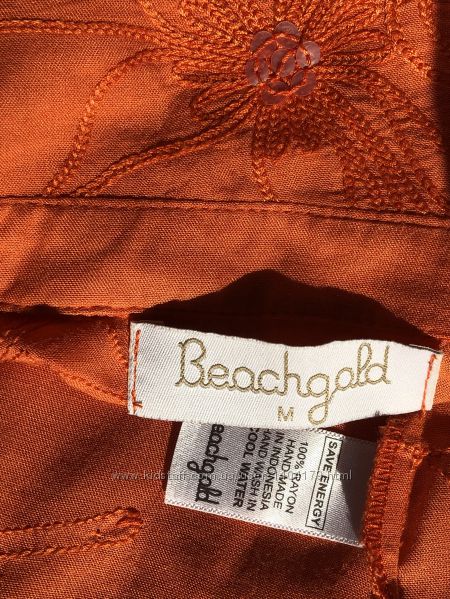 Beachgold
M
Beachgold
100% RAYON
HAND MADE
IN INDONESIA
HAND WASH IN
COOL WATER
SAVE ENERGY